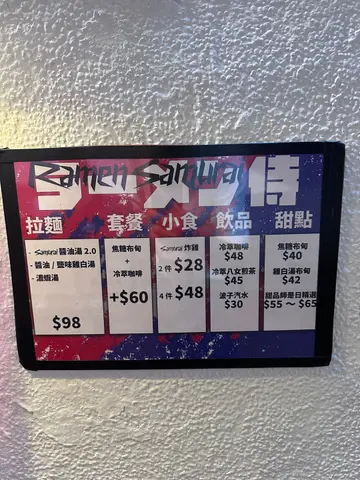 Ramen Samurai
ラーメン侍
拉麵
- Samurai 醬油湯 2.0
- 醬油 / 鹽味雞白湯
- 濃蝦湯
$98
套餐
焦糖布甸
+
冷萃咖啡
+$60
小食
Samurai 炸雞
2 件 $28
4 件 $48
飲品
冷萃咖啡
$48
冷萃八女煎茶
$45
波子汽水
$30
甜點
焦糖布甸
$40
雞白湯布甸
$42
甜品師是日精選
$55 ～ $65